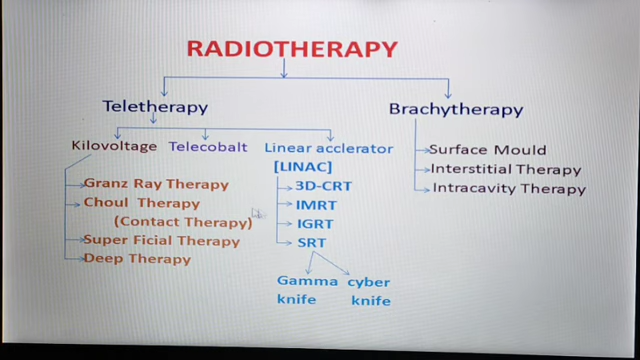 RADIOTHERAPY
Teletherapy
Brachytherapy
Kilovoltage
Telecobalt
Linear acclerator
[LINAC]
Granz Ray Therapy
Choul Therapy
(Contact Therapy)
Super Ficial Therapy
Deep Therapy
3D-CRT
IMRT
IGRT
SRT
Gamma knife
cyber knife
Surface Mould
Interstitial Therapy
Intracavity Therapy